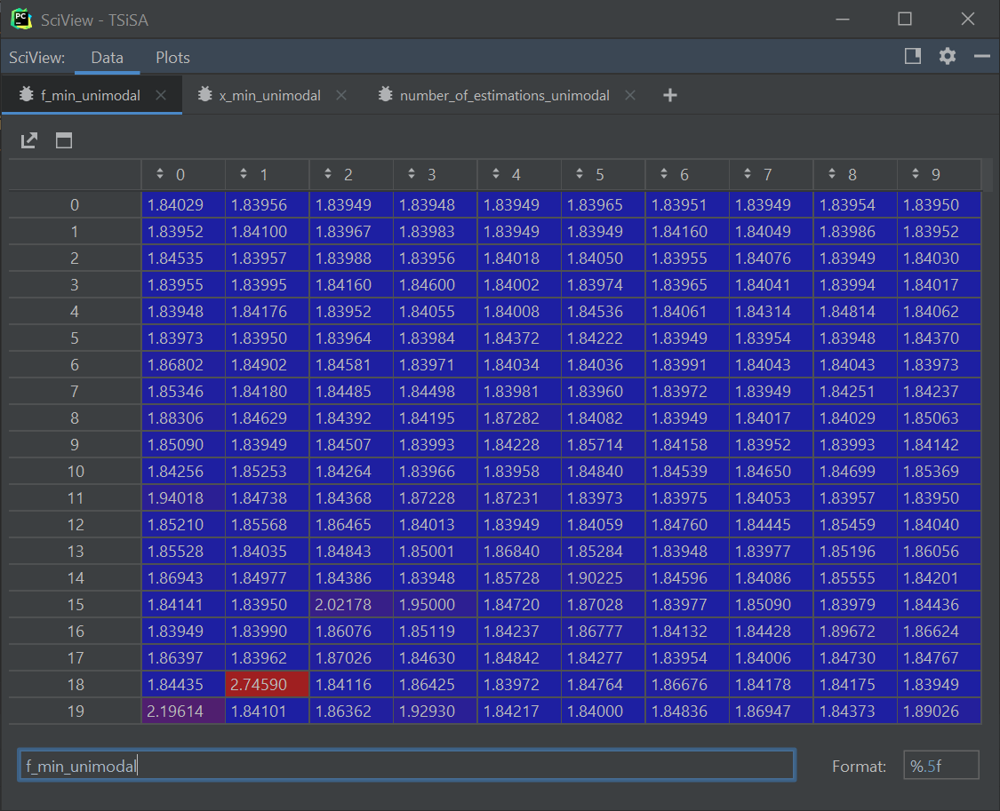 PC SciView - TSiSA
SciView: Data Plots
f_min_unimodal x_min_unimodal number_of_estimations_unimodal
0 1 2 3 4 5 6 7 8 9
0 1.84029 1.83956 1.83949 1.83948 1.83949 1.83965 1.83951 1.83949 1.83954 1.83950
1 1.83952 1.84100 1.83967 1.83983 1.83949 1.83949 1.84160 1.84049 1.83986 1.83952
2 1.84535 1.83957 1.83988 1.83956 1.84018 1.84050 1.83955 1.84076 1.83949 1.84030
3 1.83955 1.83995 1.84160 1.84600 1.84002 1.83974 1.83965 1.84041 1.83994 1.84017
4 1.83948 1.84176 1.83952 1.84055 1.84008 1.84536 1.84061 1.84314 1.84814 1.84062
5 1.83973 1.83950 1.83964 1.83984 1.84372 1.84222 1.83949 1.83954 1.83948 1.84370
6 1.86802 1.84902 1.84581 1.83971 1.84034 1.84036 1.83991 1.84043 1.84043 1.83973
7 1.85346 1.84180 1.84485 1.84498 1.83981 1.83960 1.83972 1.83949 1.84251 1.84237
8 1.88306 1.84629 1.84392 1.84195 1.87282 1.84082 1.83949 1.84017 1.84029 1.85063
9 1.85090 1.83949 1.84507 1.83993 1.84228 1.85714 1.84158 1.83952 1.83993 1.84142
10 1.84256 1.85253 1.84264 1.83966 1.83958 1.84840 1.84539 1.84650 1.84699 1.85369
11 1.94018 1.84738 1.84368 1.87228 1.87231 1.83973 1.83975 1.84053 1.83957 1.83950
12 1.85210 1.85568 1.86465 1.84013 1.83949 1.84059 1.84760 1.84445 1.85459 1.84040
13 1.85528 1.84035 1.84843 1.85001 1.86840 1.85284 1.83948 1.83977 1.85196 1.86056
14 1.86943 1.84977 1.84386 1.83948 1.85728 1.90225 1.84596 1.84086 1.85555 1.84201
15 1.84141 1.83950 2.02178 1.95000 1.84720 1.87028 1.83977 1.85090 1.83979 1.84436
16 1.83949 1.83990 1.86076 1.85119 1.84237 1.86777 1.84132 1.84428 1.89672 1.86624
17 1.86397 1.83962 1.87026 1.84630 1.84842 1.84277 1.83954 1.84006 1.84730 1.84767
18 1.84435 2.74590 1.84116 1.86425 1.83972 1.84764 1.86676 1.84178 1.84175 1.83949
19 2.19614 1.84101 1.86362 1.92930 1.84217 1.84000 1.84836 1.86947 1.84373 1.89026
f_min_unimodal Format: %.5f